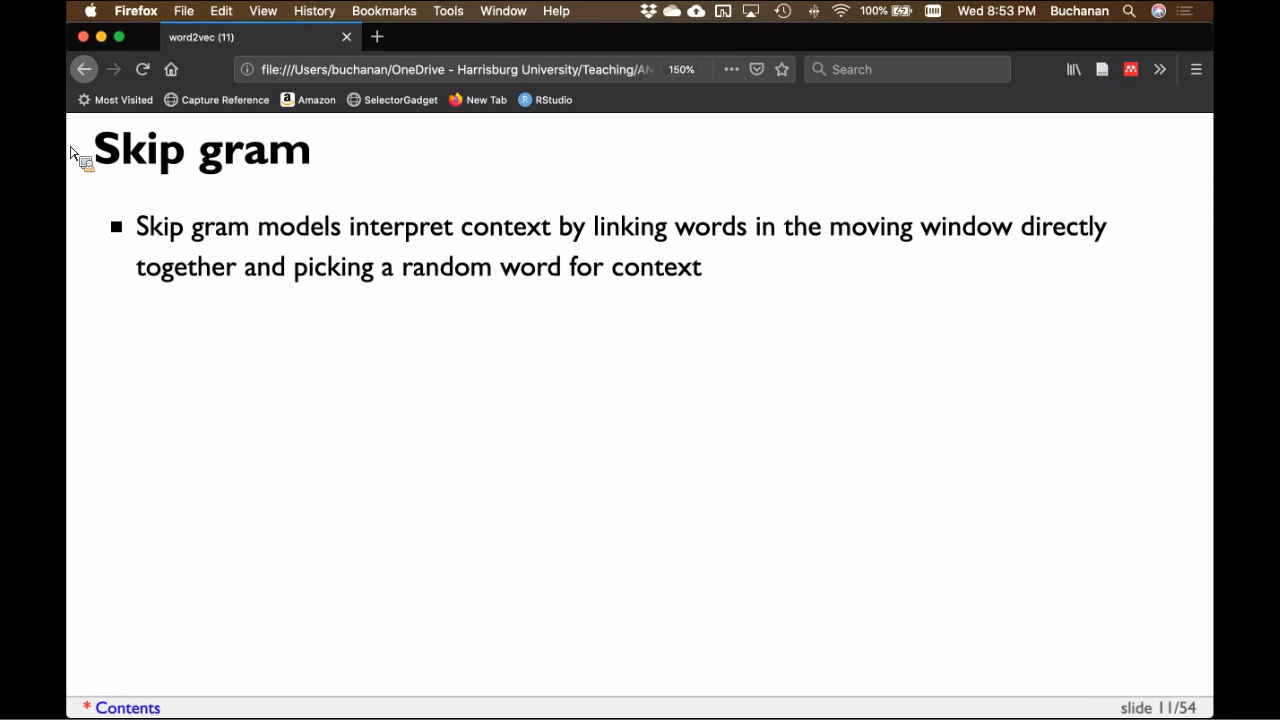 Firefox File Edit View History Bookmarks Tools Window Help 100% Wed 8:53 PM Buchanan
word2vec (11)
file:///Users/buchanan/OneDrive - Harrisburg University/Teaching/AN 150% Search
Most Visited Capture Reference Amazon SelectorGadget New Tab RStudio
Skip gram
Skip gram models interpret context by linking words in the moving window directly
together and picking a random word for context
* Contents
slide 11/54